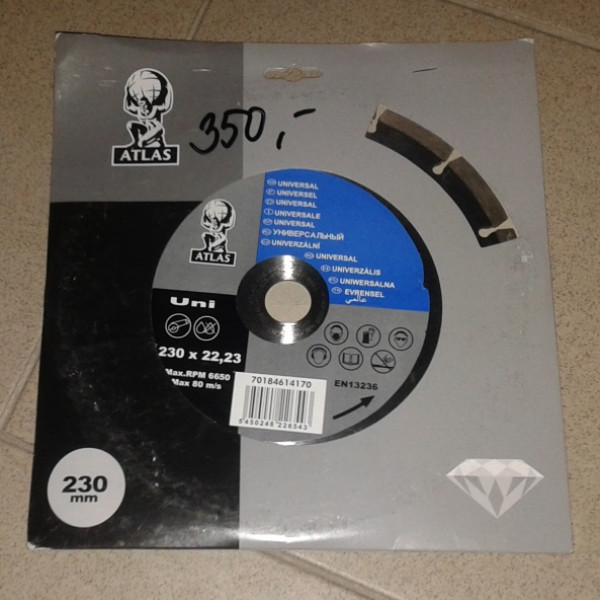 ATLAS
350,-
UNIVERSAL
UNIVERSEL
UNIVERSAL
UNIVERSALE
UNIVERSAL
УНИВЕРСАЛЬНЫЙ
UNIVERZÁLNÍ
UNIVERSAL
UNIVERZÁLIS
UNIWERSALNA
EVRENSEL
عالمي
ATLAS
Uni
230 x 22,23
Max.RPM 6650
Max 80 m/s
EN13236
70184614170
5450248226543
230
mm